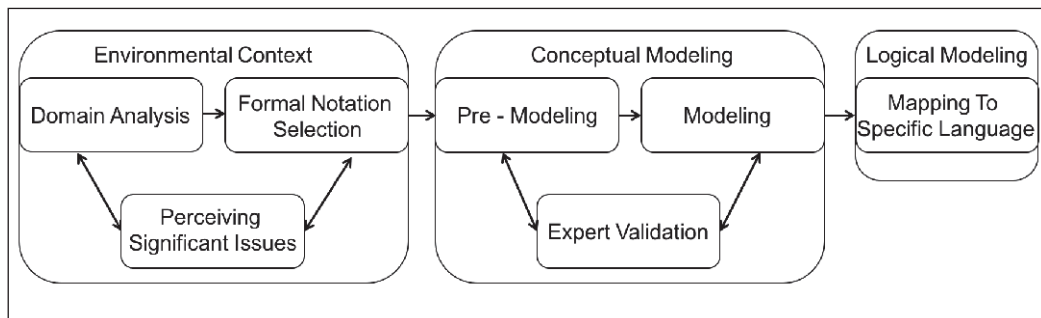 Environmental Context
Conceptual Modeling
Logical Modeling
Domain Analysis
Formal Notation
Selection
Pre - Modeling
Modeling
Mapping To
Specific Language
Perceiving
Significant Issues
Expert Validation